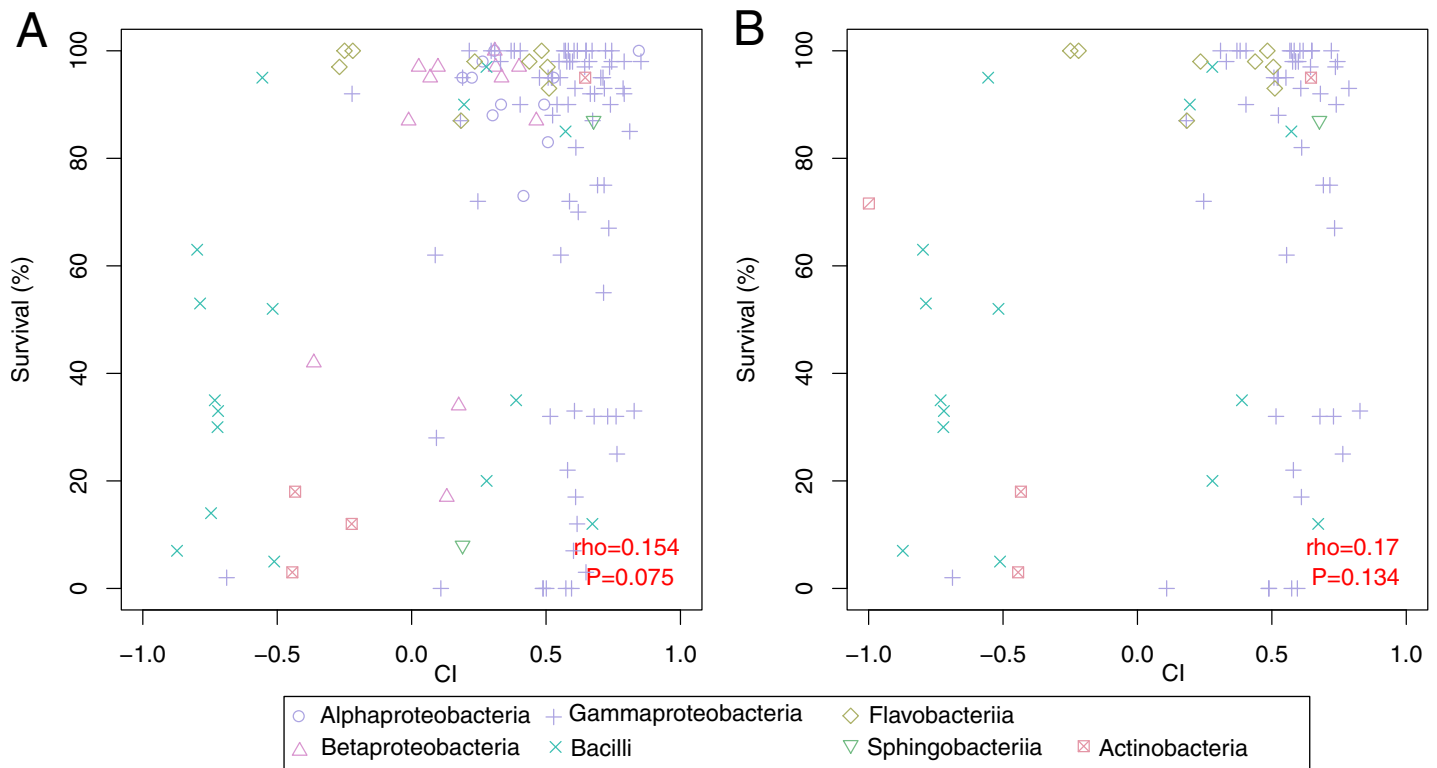 A
Survival (%)
100
80
60
40
20
0
rho=0.154
P=0.075
−1.0 −0.5 0.0 0.5 1.0
CI
B
Survival (%)
100
80
60
40
20
0
rho=0.17
P=0.134
−1.0 −0.5 0.0 0.5 1.0
CI
Alphaproteobacteria Gammaproteobacteria Flavobacteriia
Betaproteobacteria Bacilli Sphingobacteriia Actinobacteria